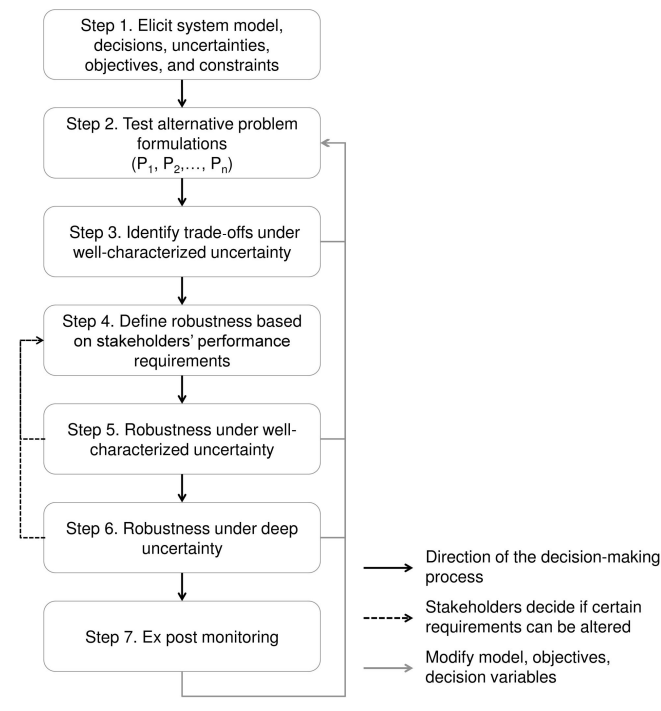 Step 1. Elicit system model,
decisions, uncertainties,
objectives, and constraints
Step 2. Test alternative problem
formulations
(P₁, P₂,…, Pₙ)
Step 3. Identify trade-offs under
well-characterized uncertainty
Step 4. Define robustness based
on stakeholders’ performance
requirements
Step 5. Robustness under well-
characterized uncertainty
Step 6. Robustness under deep
uncertainty
Step 7. Ex post monitoring
Direction of the decision-making
process
Stakeholders decide if certain
requirements can be altered
Modify model, objectives,
decision variables